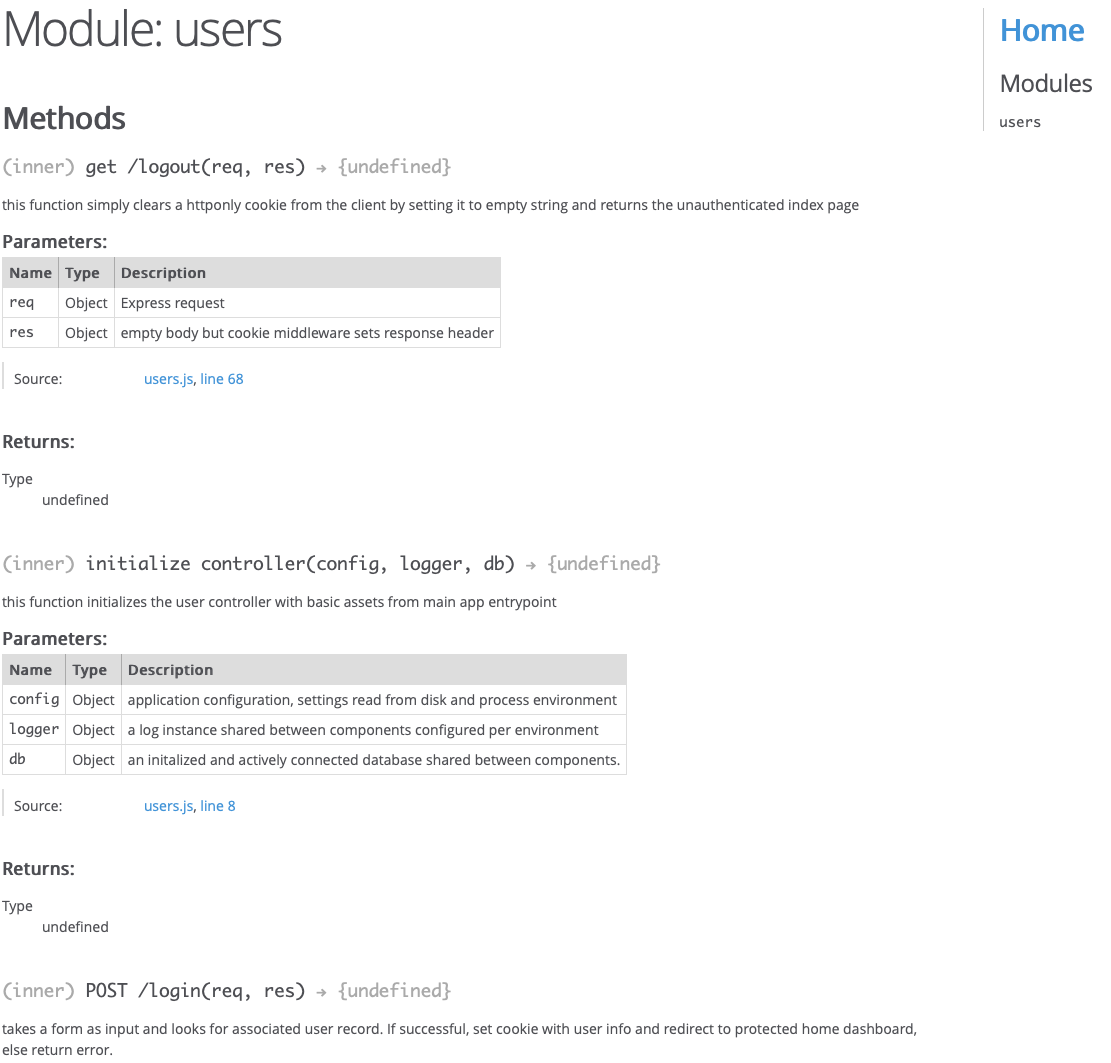 Module: users
Methods
(inner) get /logout(req, res) → {undefined}
this function simply clears a httponly cookie from the client by setting it to empty string and returns the unauthenticated index page
Parameters:
Name Type Description
req Object Express request
res Object empty body but cookie middleware sets response header
Source: users.js, line 68
Returns:
Type
undefined
(inner) initialize controller(config, logger, db) → {undefined}
this function initializes the user controller with basic assets from main app entrypoint
Parameters:
Name Type Description
config Object application configuration, settings read from disk and process environment
logger Object a log instance shared between components configured per environment
db Object an initalized and actively connected database shared between components.
Source: users.js, line 8
Returns:
Type
undefined
(inner) POST /login(req, res) → {undefined}
takes a form as input and looks for associated user record. If successful, set cookie with user info and redirect to protected home dashboard,
else return error.
Home
Modules
users